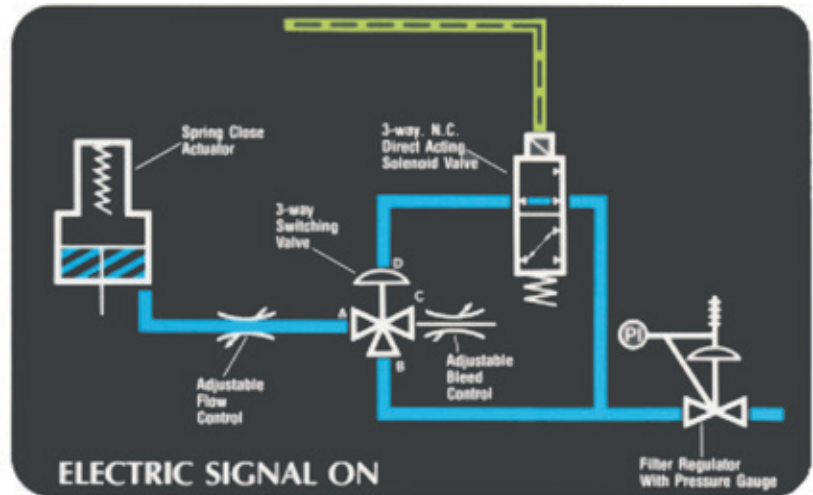 Spring Close
Actuator
3-way. N.C.
Direct Acting
Solenoid Valve
3-way
Switching
Valve
D
A
C
B
PI
Adjustable
Flow
Control
Adjustable
Bleed
Control
Filter Regulator
With Pressure Gauge
ELECTRIC SIGNAL ON